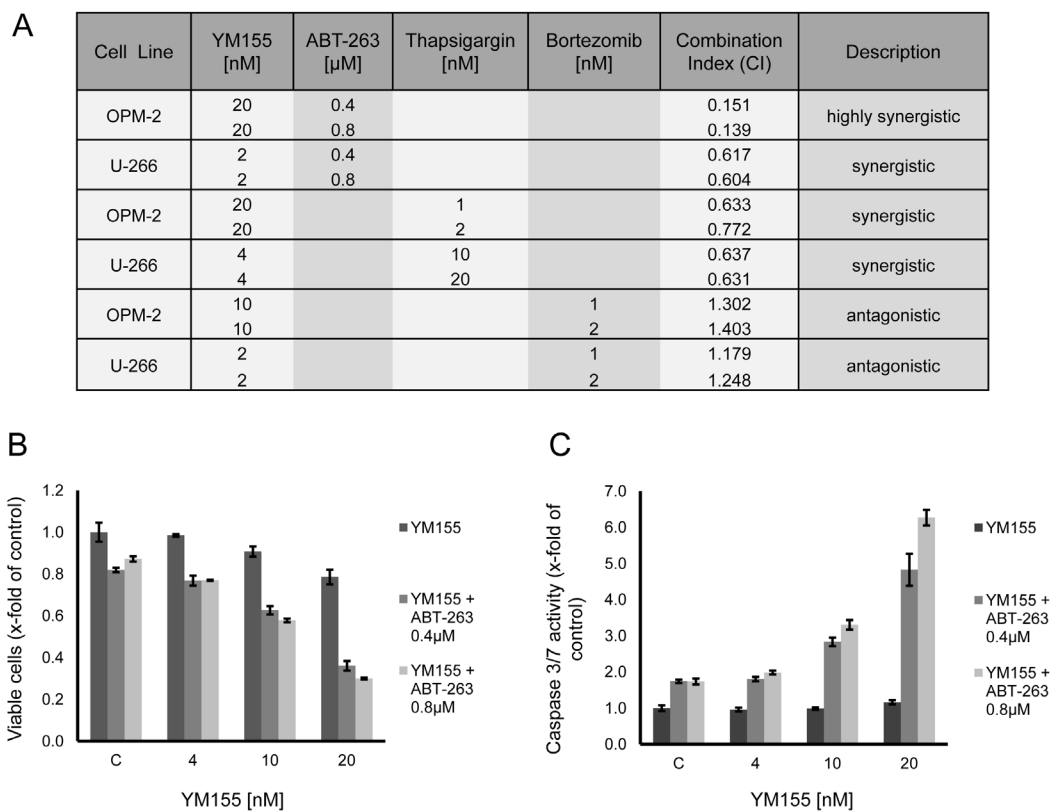 A
Cell Line YM155 [nM] ABT-263 [µM] Thapsigargin [nM] Bortezomib [nM] Combination Index (CI) Description
OPM-2 20 0.4 0.151 highly synergistic
20 0.8 0.139
U-266 2 0.4 0.617 synergistic
2 0.8 0.604
OPM-2 20 1 0.633 synergistic
20 2 0.772
U-266 4 10 0.637 synergistic
4 20 0.631
OPM-2 10 1 1.302 antagonistic
10 2 1.403
U-266 2 1 1.179 antagonistic
2 2 1.248
B
Viable cells (x-fold of control)
1.2
1.0
0.8
0.6
0.4
0.2
0.0
C 4 10 20
YM155 [nM]
YM155
YM155 +
ABT-263
0.4µM
YM155 +
ABT-263
0.8µM
C
Caspase 3/7 activity (x-fold of
control)
7.0
6.0
5.0
4.0
3.0
2.0
1.0
0.0
C 4 10 20
YM155 [nM]
YM155
YM155 +
ABT-263
0.4µM
YM155 +
ABT-263
0.8µM